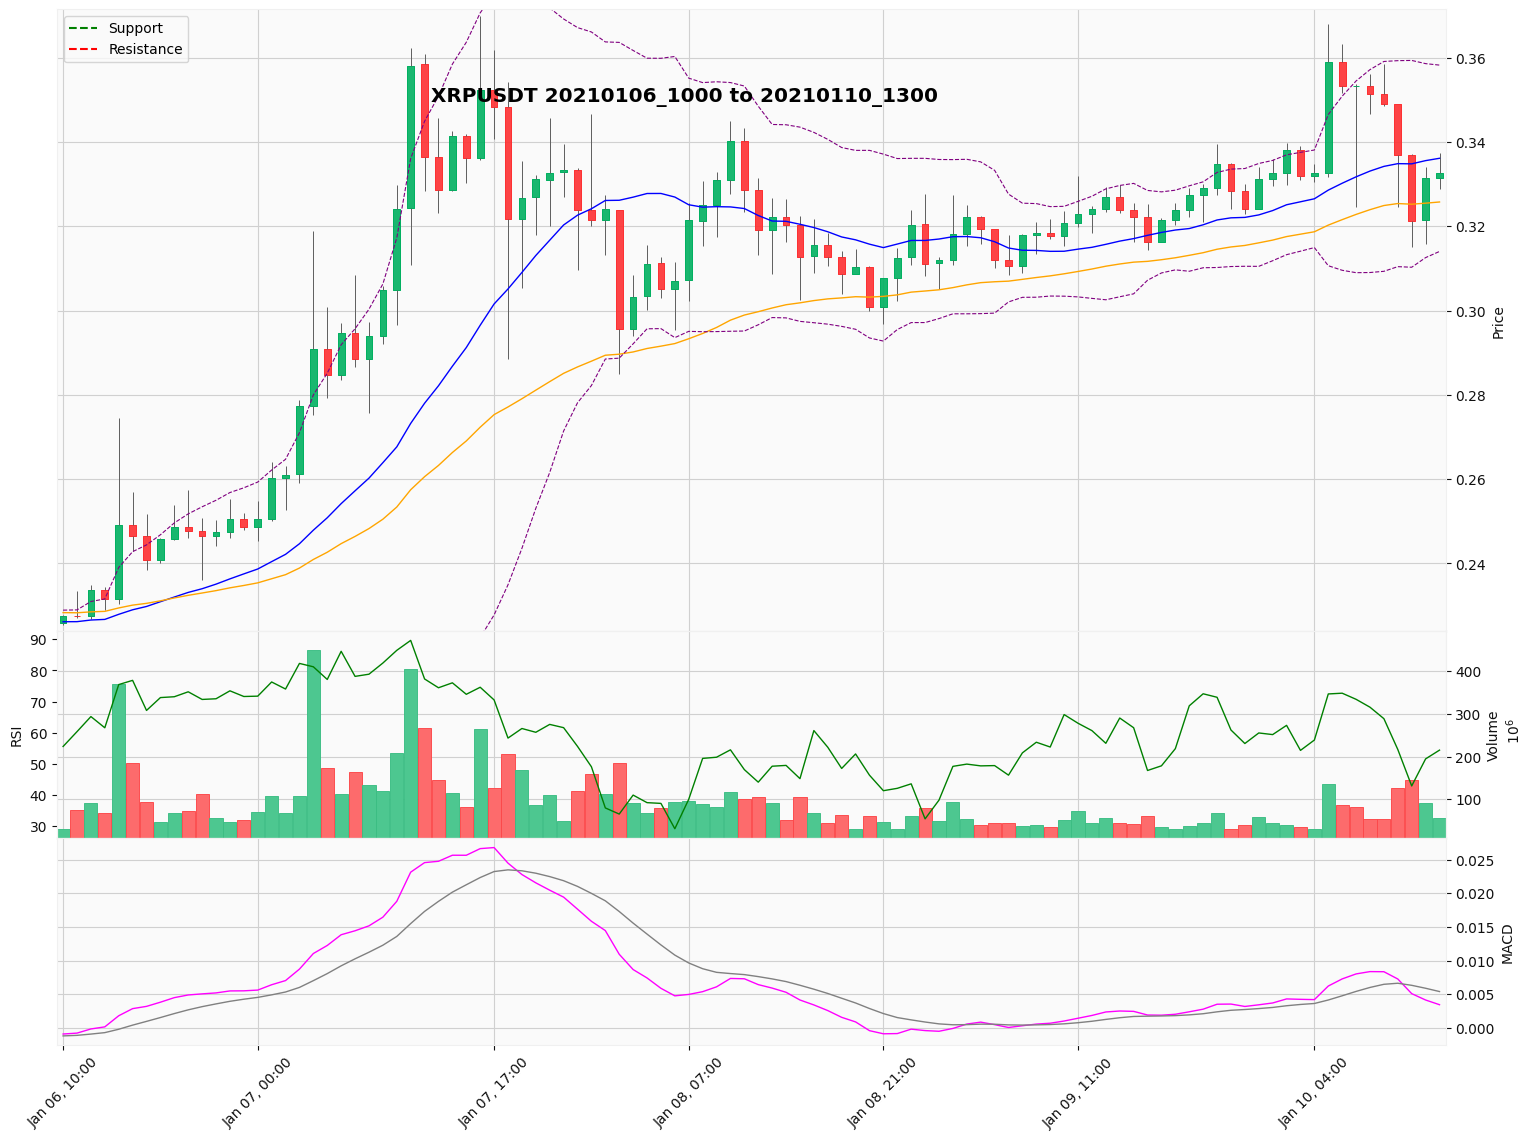 Support
Resistance
XRPUSDT 20210106_1000 to 20210110_1300
0.36
0.34
0.32
0.30
0.28
0.26
0.24
Price
90
80
70
60
50
40
30
RSI
400
300
200
100
Volume
10^6
0.025
0.020
0.015
0.010
0.005
0.000
MACD
Jan 06, 10:00
Jan 07, 00:00
Jan 07, 17:00
Jan 08, 07:00
Jan 08, 21:00
Jan 09, 11:00
Jan 10, 04:00